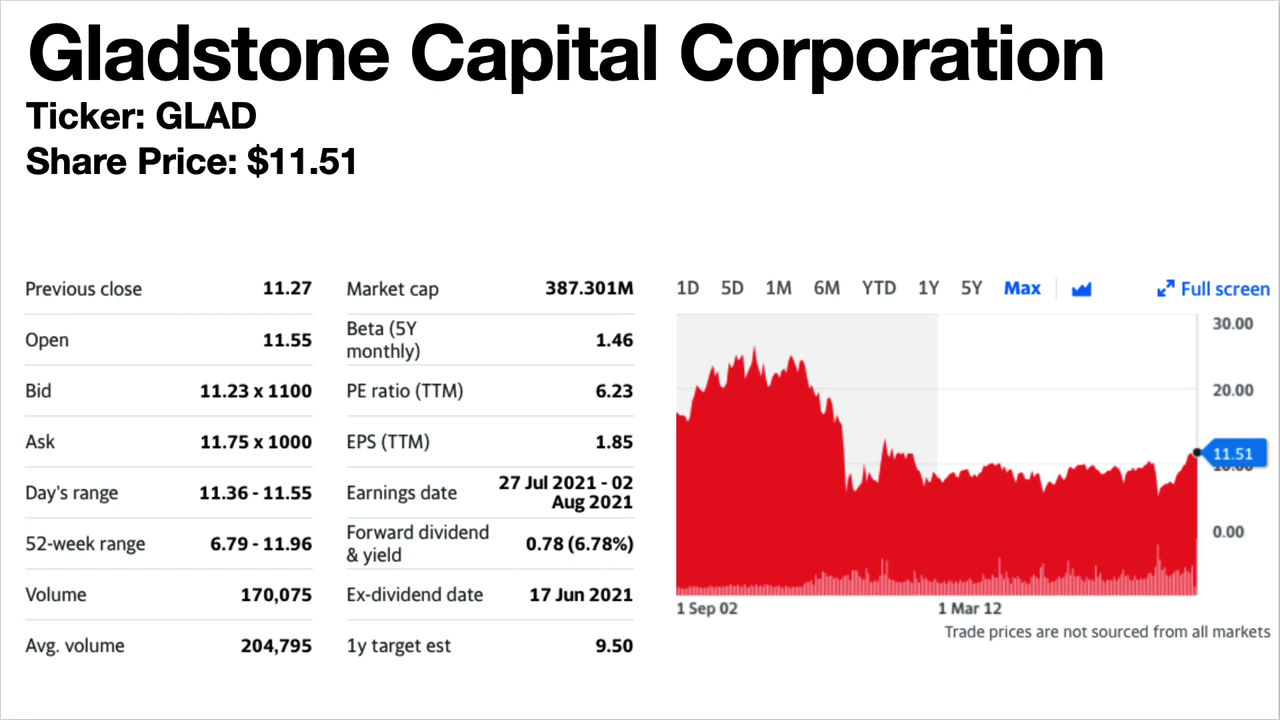 Gladstone Capital Corporation
Ticker: GLAD
Share Price: $11.51
Previous close 11.27
Open 11.55
Bid 11.23 x 1100
Ask 11.75 x 1000
Day's range 11.36 - 11.55
52-week range 6.79 - 11.96
Volume 170,075
Avg. volume 204,795
Market cap 387.301M
Beta (5Y
monthly) 1.46
PE ratio (TTM) 6.23
EPS (TTM) 1.85
Earnings date 27 Jul 2021 - 02
Aug 2021
Forward dividend
& yield 0.78 (6.78%)
Ex-dividend date 17 Jun 2021
1y target est 9.50
1D 5D 1M 6M YTD 1Y 5Y Max Full screen
30.00
20.00
11.51
10.00
0.00
1 Sep 02 1 Mar 12
Trade prices are not sourced from all markets